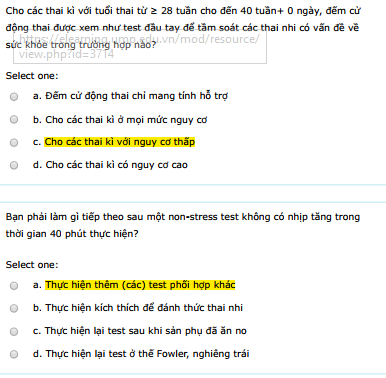 Cho các thai kì với tuổi thai từ ≥ 28 tuần cho đến 40 tuần+ 0 ngày, đếm cử
động thai được xem như test đầu tay để tầm soát các thai nhi có vấn đề về
https://elearning.ump.edu.vn/mod/resource/
sức khỏe trong trường hợp nào?
view.php?id=3714
Select one:
a. Đếm cử động thai chỉ mang tính hỗ trợ
b. Cho các thai kì ở mọi mức nguy cơ
c. Cho các thai kì với nguy cơ thấp
d. Cho các thai kì có nguy cơ cao
Bạn phải làm gì tiếp theo sau một non-stress test không có nhịp tăng trong
thời gian 40 phút thực hiện?
Select one:
a. Thực hiện thêm (các) test phối hợp khác
b. Thực hiện kích thích để đánh thức thai nhi
c. Thực hiện lại test sau khi sản phụ đã ăn no
d. Thực hiện lại test ở thế Fowler, nghiêng trái